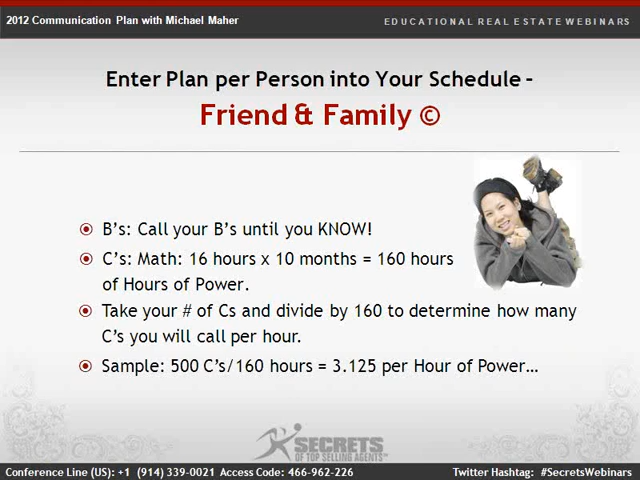 2012 Communication Plan with Michael Maher
EDUCATIONAL REAL ESTATE WEBINARS
Enter Plan per Person into Your Schedule –
Friend & Family ©
B's: Call your B's until you KNOW!
C's: Math: 16 hours x 10 months = 160 hours
of Hours of Power.
Take your # of Cs and divide by 160 to determine how many
C's you will call per hour.
Sample: 500 C's/160 hours = 3.125 per Hour of Power…
SECRETS
OF TOP SELLING AGENTS
Conference Line (US): +1 (914) 339-0021 Access Code: 466-962-226
Twitter Hashtag: #SecretsWebinars